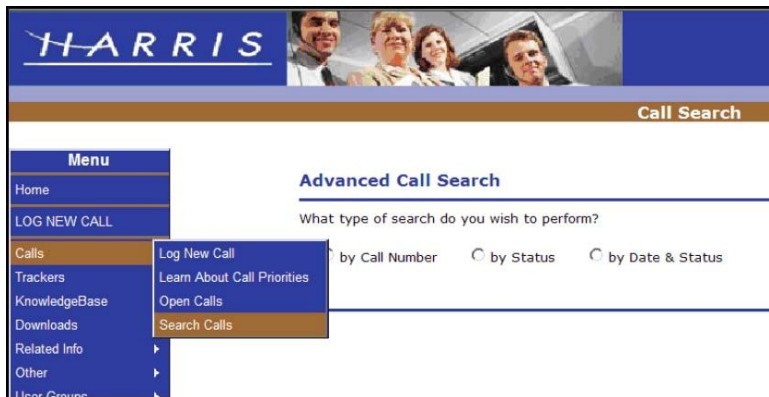 HARRIS
Call Search
Menu
Home
LOG NEW CALL
Calls
Trackers
KnowledgeBase
Downloads
Related Info
Other
User Groups
Log New Call
Learn About Call Priorities
Open Calls
Search Calls
Advanced Call Search
What type of search do you wish to perform?
by Call Number by Status by Date & Status